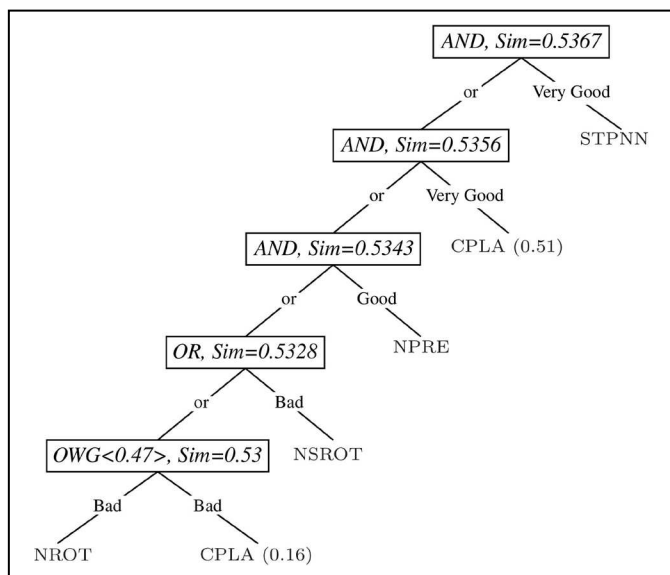 AND, Sim=0.5367
or
Very Good
AND, Sim=0.5356
STPNN
or
Very Good
AND, Sim=0.5343
CPLA (0.51)
or
Good
OR, Sim=0.5328
NPRE
or
Bad
OWG<0.47>, Sim=0.53
NSROT
Bad
Bad
NROT
CPLA (0.16)